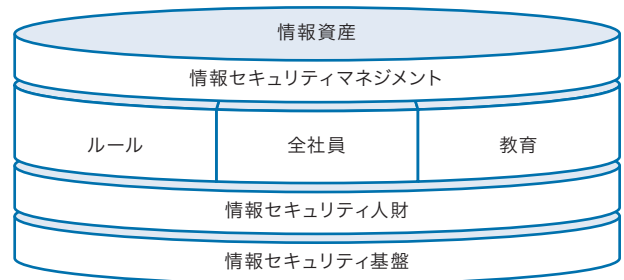 情報資産
情報セキュリティマネジメント
ルール 全社員 教育
情報セキュリティ人財
情報セキュリティ基盤